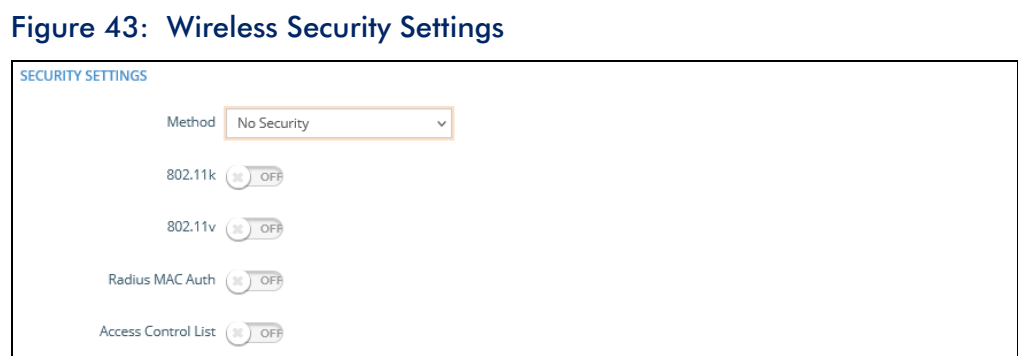 Figure 43: Wireless Security Settings
SECURITY SETTINGS
Method No Security
802.11k OFF
802.11v OFF
Radius MAC Auth OFF
Access Control List OFF